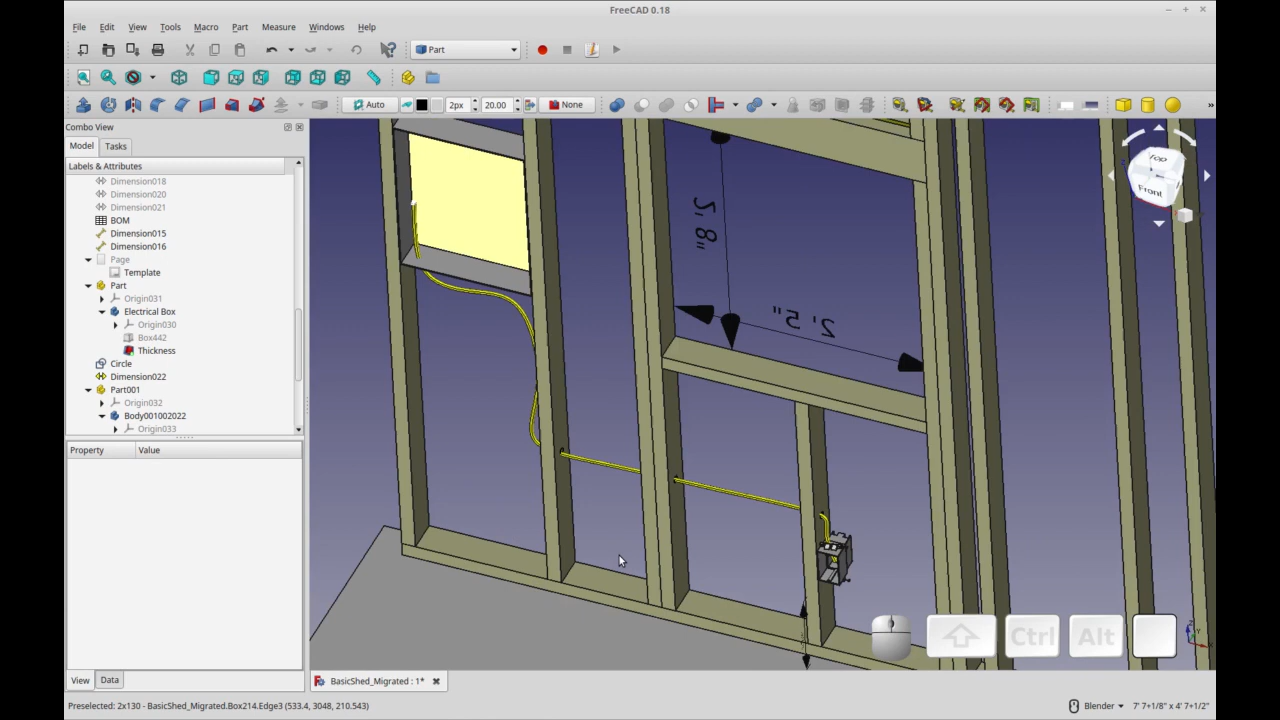 FreeCAD 0.18
File Edit View Tools Macro Part Measure Windows Help
Part
Auto 2px 20.00 None »
Combo View
Model Tasks
Labels & Attributes
Dimension018
Dimension020
Dimension021
BOM
Dimension015
Dimension016
Page
Template
Part
Origin031
Electrical Box
Origin030
Box442
Thickness
Circle
Dimension022
Part001
Origin032
Body001002022
Origin033
Property Value
2' 8"
2' 5"
Top
Front
Ctrl Alt
View Data
BasicShed_Migrated : 1*
Preselected: 2x130 - BasicShed_Migrated.Box214.Edge3 (533.4, 3048, 210.543)
Blender 7' 7+1/8" x 4' 7+1/2"